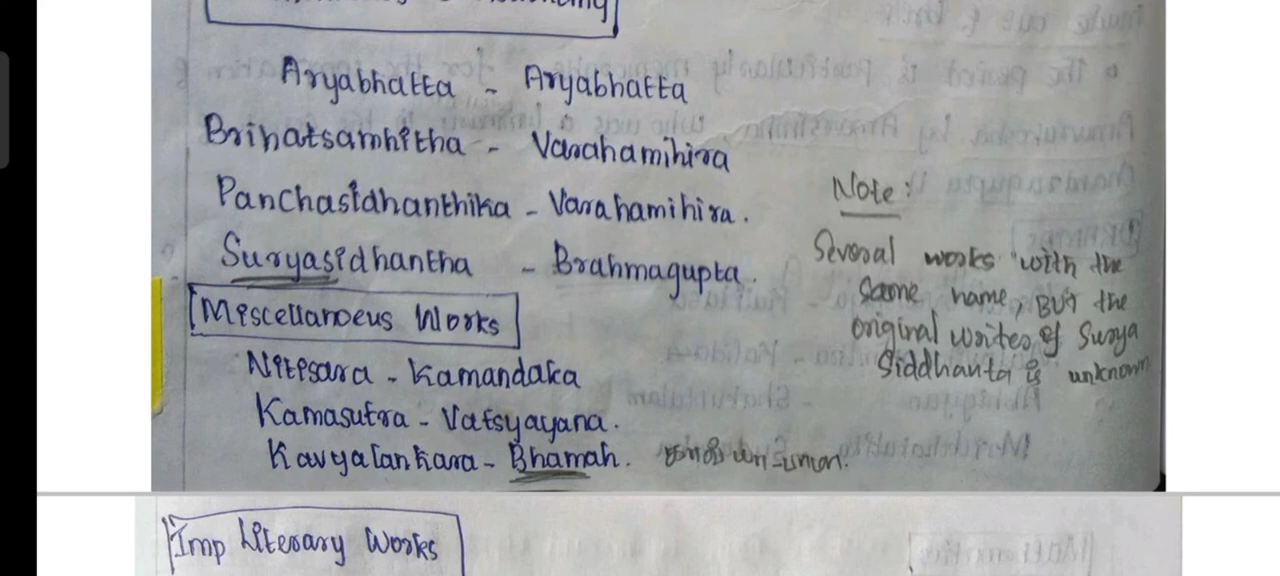 Aryabhatta - Aryabhatta
Brihatsamhitha - Varahamihira
Panchasidhanthika - Varahamihira.
Suryasidhantha - Brahmagupta.
Note:
Several works with the
same name, BUT the
original writer of Surya
Siddhanta is unknown
Miscellaneous Works
Nitisara - Kamandaka
Kamasutra - Vatsyayana.
Kavyalankara - Bhamah.
Imp Literary Works